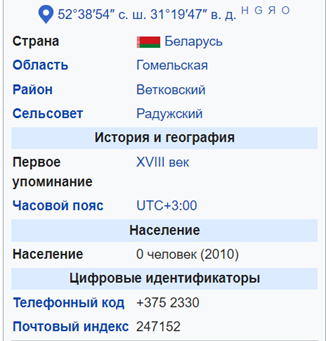 52°38′54″ с. ш. 31°19′47″ в. д. H G Я O
Страна Беларусь
Область Гомельская
Район Ветковский
Сельсовет Радужский
История и география
Первое XVIII век
упоминание
Часовой пояс UTC+3:00
Население
Население 0 человек (2010)
Цифровые идентификаторы
Телефонный код +375 2330
Почтовый индекс 247152